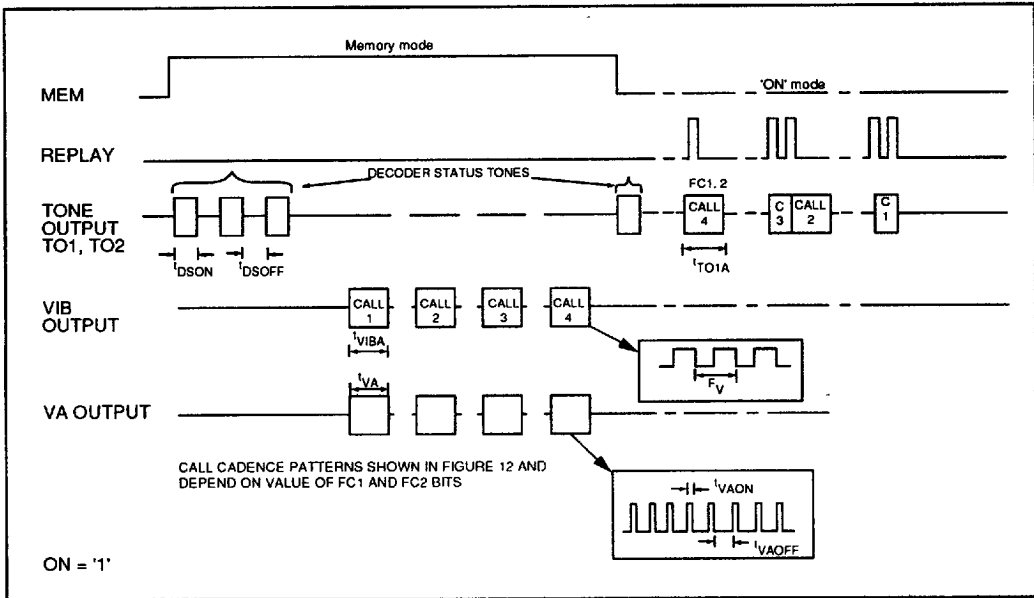 Memory mode
MEM
'ON' mode
REPLAY
DECODER STATUS TONES
FC1, 2
TONE
OUTPUT
TO1, TO2
CALL
4
C
3
CALL
2
C
1
tDSON
tDSOFF
tTO1A
VIB
OUTPUT
CALL
1
CALL
2
CALL
3
CALL
4
tVIBA
FV
tVA
VA OUTPUT
CALL CADENCE PATTERNS SHOWN IN FIGURE 12 AND
DEPEND ON VALUE OF FC1 AND FC2 BITS
tVAON
tVAOFF
ON = '1'